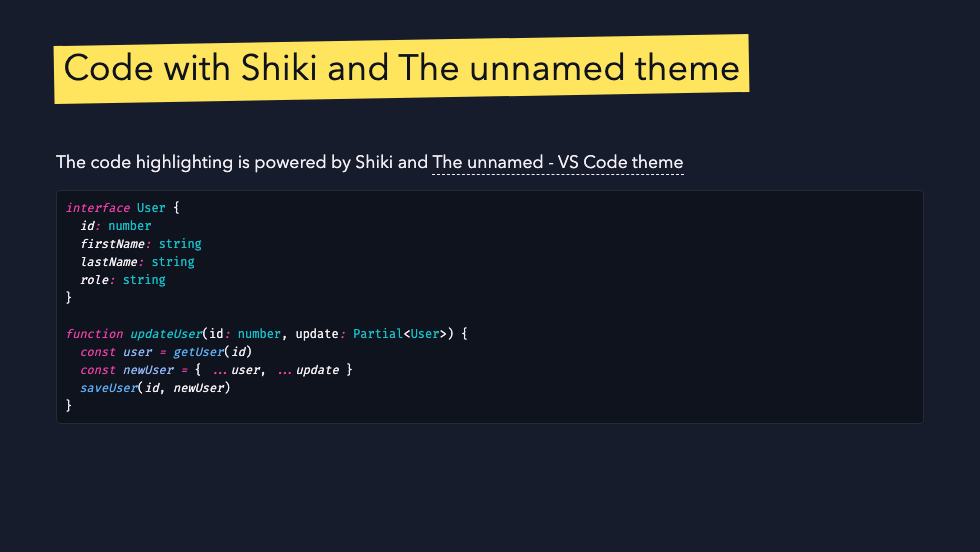 Code with Shiki and The unnamed theme
The code highlighting is powered by Shiki and The unnamed - VS Code theme
interface User {
  id: number
  firstName: string
  lastName: string
  role: string
}

function updateUser(id: number, update: Partial<User>) {
  const user = getUser(id)
  const newUser = { ...user, ...update }
  saveUser(id, newUser)
}